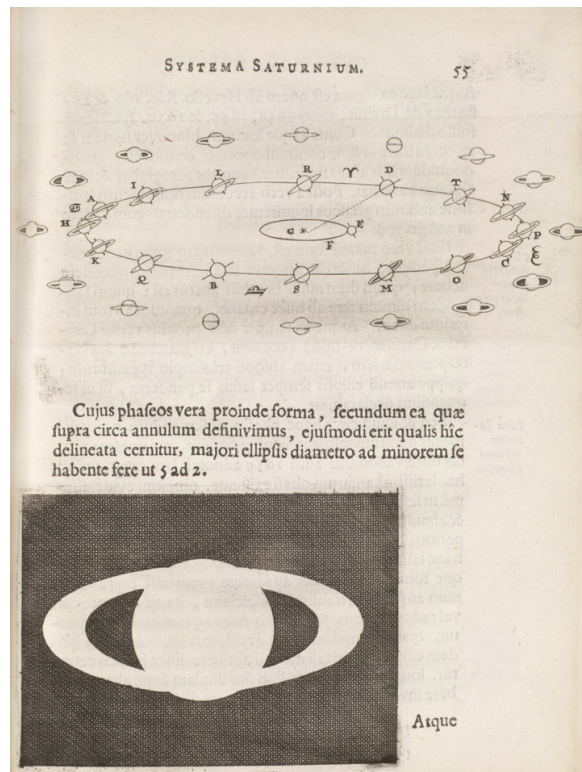 SYSTEMA SATURNIUM. 55
R ♈ D
L
I T
A N
♋ H P
G E
F
K C ♑
Q O
B ♎ S M
Cujus phaseos vera proinde forma, secundum ea quæ
supra circa annulum definivimus, ejusmodi erit qualis hîc
delineata cernitur, majori ellipsis diametro ad minorem se
habente fere ut 5 ad 2.
Atque